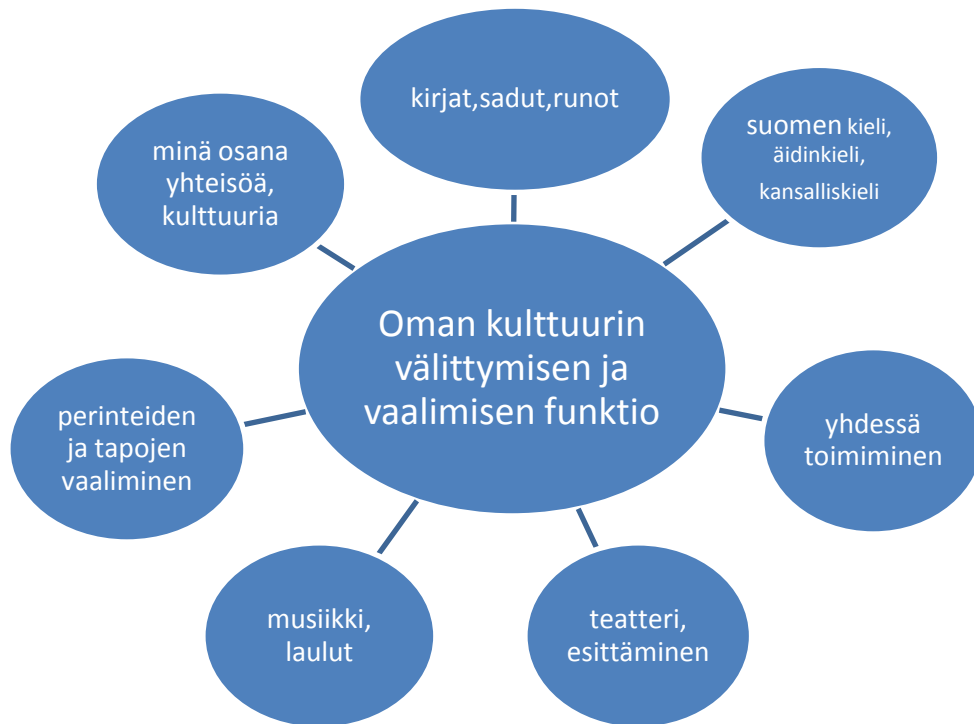 kirjat,sadut,runot
suomen kieli,
äidinkieli,
kansalliskieli
minä osana
yhteisöä,
kulttuuria
Oman kulttuurin
välittymisen ja
vaalimisen funktio
perinteiden
ja tapojen
vaaliminen
yhdessä
toimiminen
musiikki,
laulut
teatteri,
esittäminen